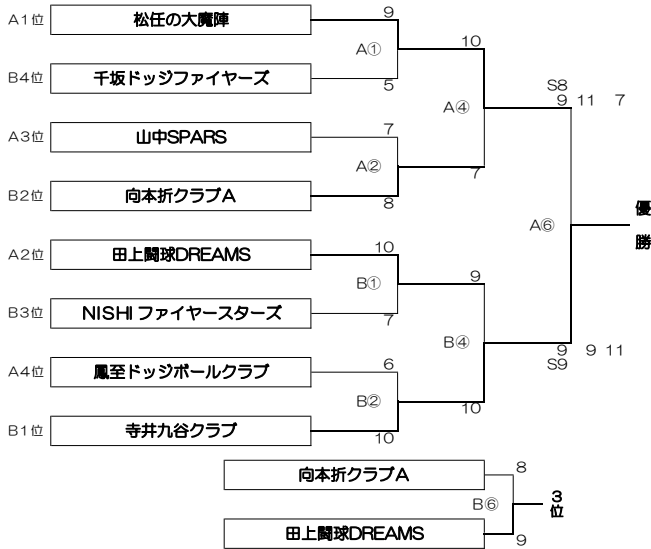 A1位 松任の大魔陣 9
A① 10
B4位 千坂ドッジファイヤーズ 5
A④ S8
9 11 7
A3位 山中SPARS 7
A② 7
B2位 向本折クラブA 8
A⑥ 優勝
A2位 田上闘球DREAMS 10
B① 9
B3位 NISHIファイヤースターズ 7
B④ 9 9 11
S9
A4位 鳳至ドッジボールクラブ 6
B② 10
B1位 寺井九谷クラブ 10
向本折クラブA 8
B⑥ 3位
田上闘球DREAMS 9